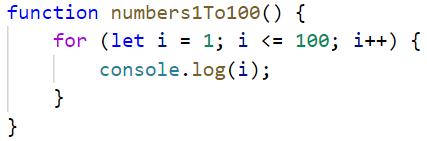 function numbers1To100() {
    for (let i = 1; i <= 100; i++) {
        console.log(i);
    }
}